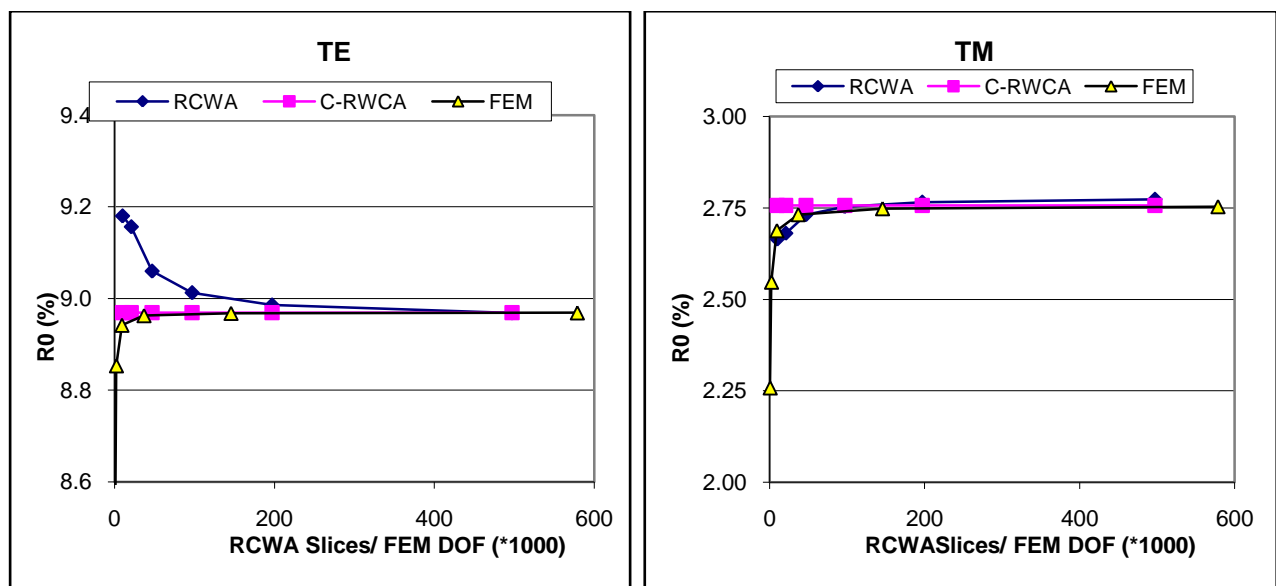 TE
RCWA C-RWCA FEM
9.4
9.2
9.0
8.8
8.6
R0 (%)
0 200 400 600
RCWA Slices/ FEM DOF (*1000)
TM
RCWA C-RWCA FEM
3.00
2.75
2.50
2.25
2.00
R0 (%)
0 200 400 600
RCWASlices/ FEM DOF (*1000)